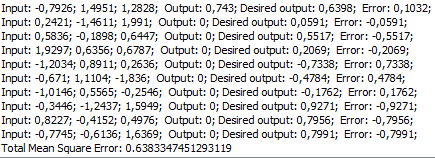 Input: -0,7926; 1,4951; 1,2828; Output: 0,743; Desired output: 0,6398; Error: 0,1032;
Input: 0,2421; -1,4611; 1,991; Output: 0; Desired output: 0,0591; Error: -0,0591;
Input: 0,5836; -0,1898; 0,6447; Output: 0; Desired output: 0,5517; Error: -0,5517;
Input: 1,9297; 0,6356; 0,6787; Output: 0; Desired output: 0,2069; Error: -0,2069;
Input: -1,2034; 0,8911; 0,2636; Output: 0; Desired output: -0,7338; Error: 0,7338;
Input: -0,671; 1,1104; -1,836; Output: 0; Desired output: -0,4784; Error: 0,4784;
Input: -1,0146; 0,5565; -0,2546; Output: 0; Desired output: -0,1762; Error: 0,1762;
Input: -0,3446; -1,2437; 1,5949; Output: 0; Desired output: 0,9271; Error: -0,9271;
Input: 0,8227; -0,4152; 0,4976; Output: 0; Desired output: 0,7956; Error: -0,7956;
Input: -0,7745; -0,6136; 1,6369; Output: 0; Desired output: 0,7991; Error: -0,7991;
Total Mean Square Error: 0.6383347451293119